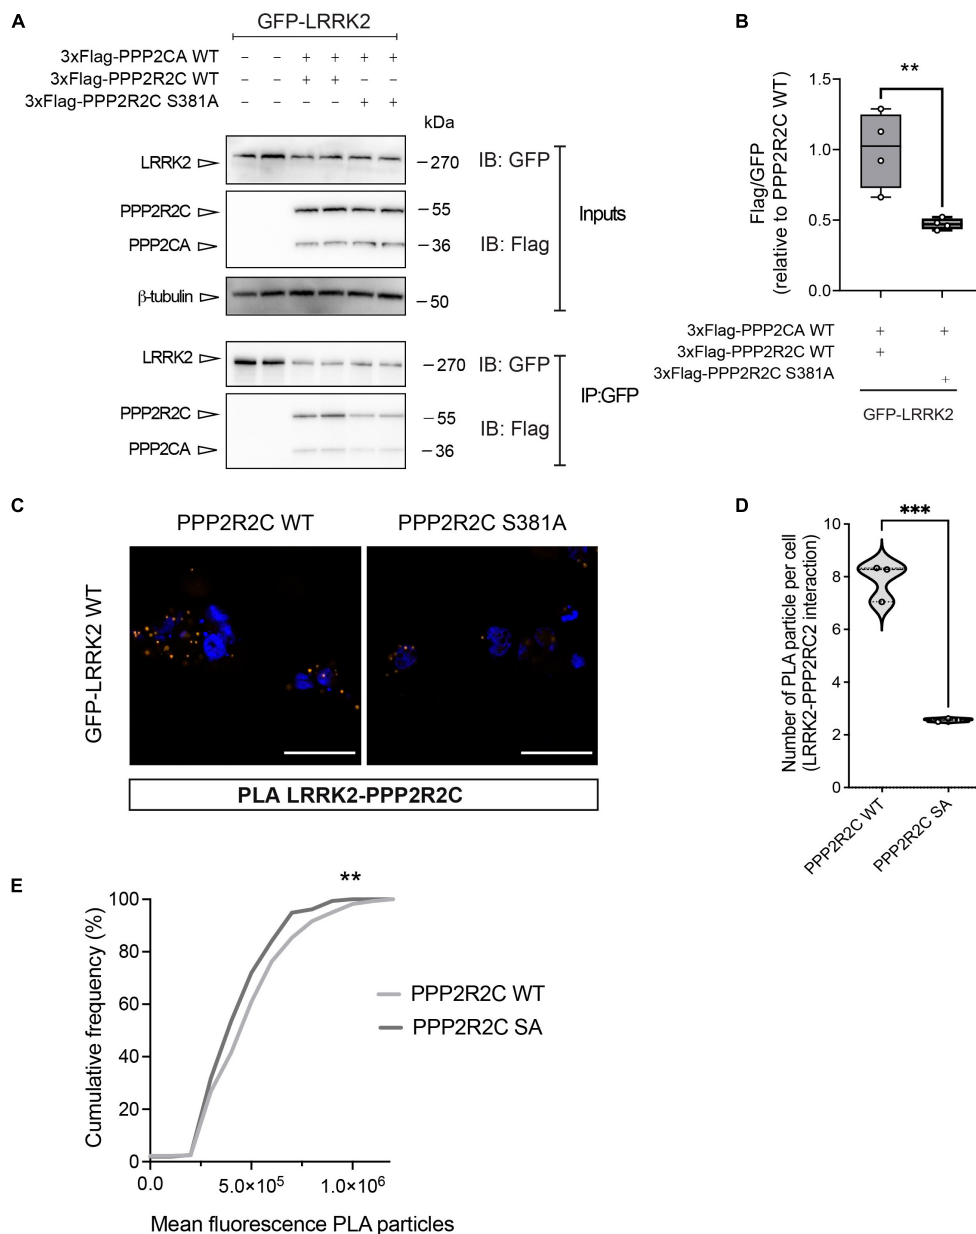 A
GFP-LRRK2
3xFlag-PPP2CA WT – – + + + +
3xFlag-PPP2R2C WT – – + + – –
3xFlag-PPP2R2C S381A – – – – + +
kDa
LRRK2 –270 IB: GFP
PPP2R2C –55
PPP2CA –36 IB: Flag
Inputs
β-tubulin –50
LRRK2 –270 IB: GFP
PPP2R2C –55
PPP2CA –36 IB: Flag
IP:GFP
B
**
Flag/GFP
(relative to PPP2R2C WT)
1.5
1.0
0.5
0.0
3xFlag-PPP2CA WT + +
3xFlag-PPP2R2C WT +
3xFlag-PPP2R2C S381A +
GFP-LRRK2
C
PPP2R2C WT PPP2R2C S381A
GFP-LRRK2 WT
PLA LRRK2-PPP2R2C
D
***
Number of PLA particle per cell
(LRRK2-PPP2RC2 interaction)
10
8
6
4
2
0
PPP2R2C WT PPP2R2C SA
E
**
Cumulative frequency (%)
100
80
60
40
20
0
0.0 5.0×10⁵ 1.0×10⁶
PPP2R2C WT
PPP2R2C SA
Mean fluorescence PLA particles